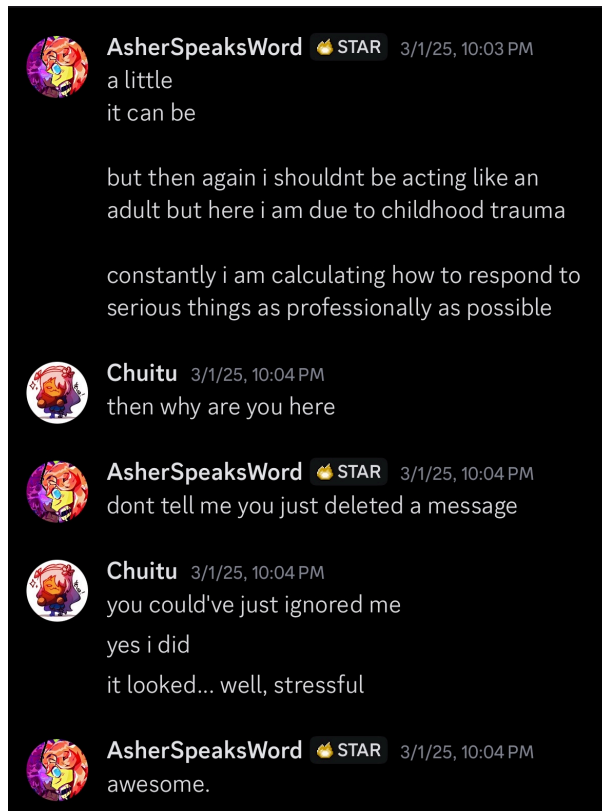 AsherSpeaksWord STAR 3/1/25, 10:03 PM
a little
it can be
but then again i shouldnt be acting like an
adult but here i am due to childhood trauma
constantly i am calculating how to respond to
serious things as professionally as possible
Chuitu 3/1/25, 10:04 PM
then why are you here
AsherSpeaksWord STAR 3/1/25, 10:04 PM
dont tell me you just deleted a message
Chuitu 3/1/25, 10:04 PM
you could've just ignored me
yes i did
it looked... well, stressful
AsherSpeaksWord STAR 3/1/25, 10:04 PM
awesome.